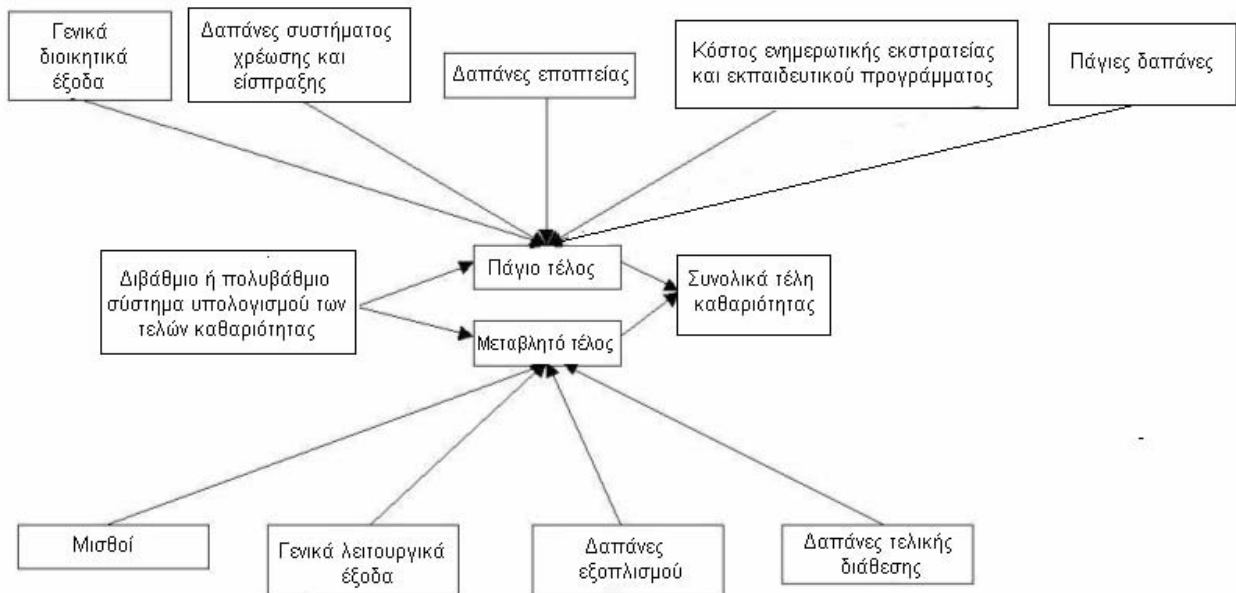 Γενικά
διοικητικά
έξοδα
Δαπάνες συστήματος
χρέωσης και
είσπραξης
Δαπάνες εποπτείας
Κόστος ενημερωτικής εκστρατείας
και εκπαιδευτικού προγράμματος
Πάγιες δαπάνες
Διβάθμιο ή πολυβάθμιο
σύστημα υπολογισμού των
τελών καθαριότητας
Πάγιο τέλος
Μεταβλητό τέλος
Συνολικά τέλη
καθαριότητας
Μισθοί
Γενικά λειτουργικά
έξοδα
Δαπάνες
εξοπλισμού
Δαπάνες τελικής
διάθεσης